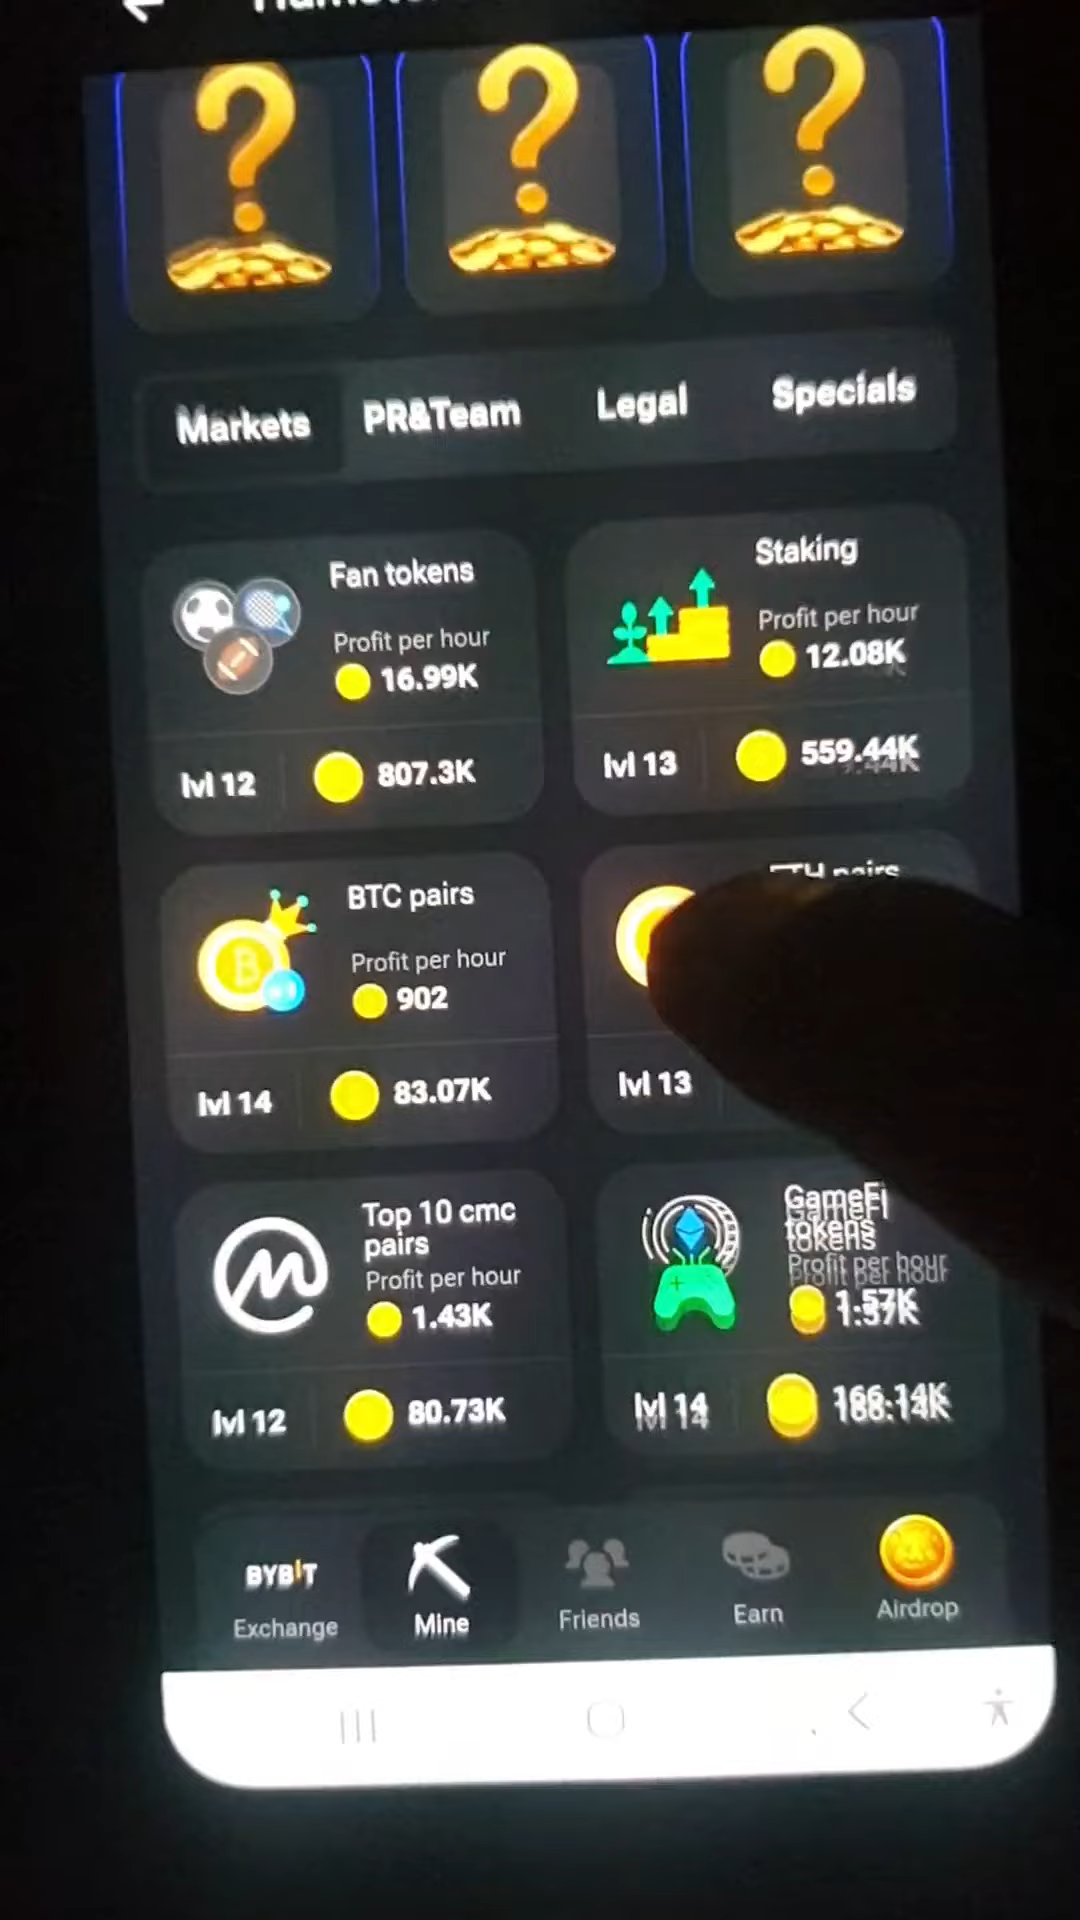 Markets
PR&Team
Legal
Specials
Fan tokens
Profit per hour
16.99K
lvl 12
807.3K
Staking
Profit per hour
12.08K
lvl 13
559.44K
BTC pairs
Profit per hour
902
lvl 14
83.07K
pairs
lvl 13
Top 10 cmc
pairs
Profit per hour
1.43K
lvl 12
80.73K
GameFi
tokens
Profit per hour
1.57K
lvl 14
BYBIT
Exchange
Mine
Friends
Earn
Airdrop